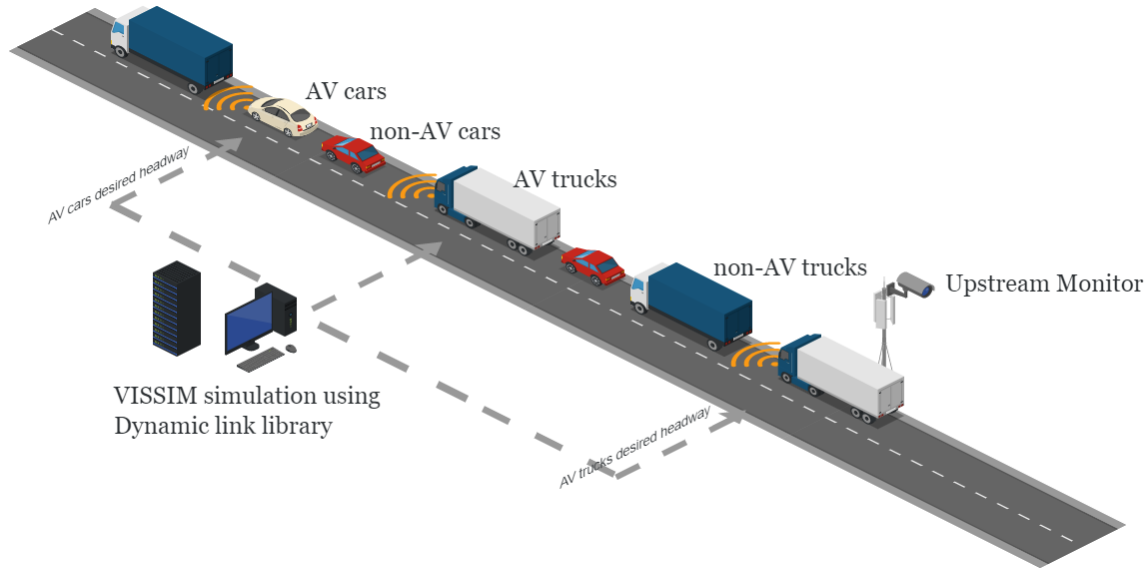 AV cars
non-AV cars
AV cars desired headway
AV trucks
non-AV trucks
Upstream Monitor
VISSIM simulation using
Dynamic link library
AV trucks desired headway